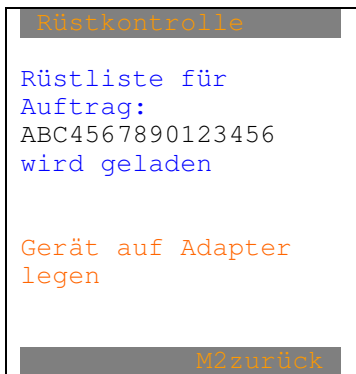 Rüstkontrolle
Rüstliste für
Auftrag:
ABC4567890123456
wird geladen
Gerät auf Adapter
legen
M2zurück